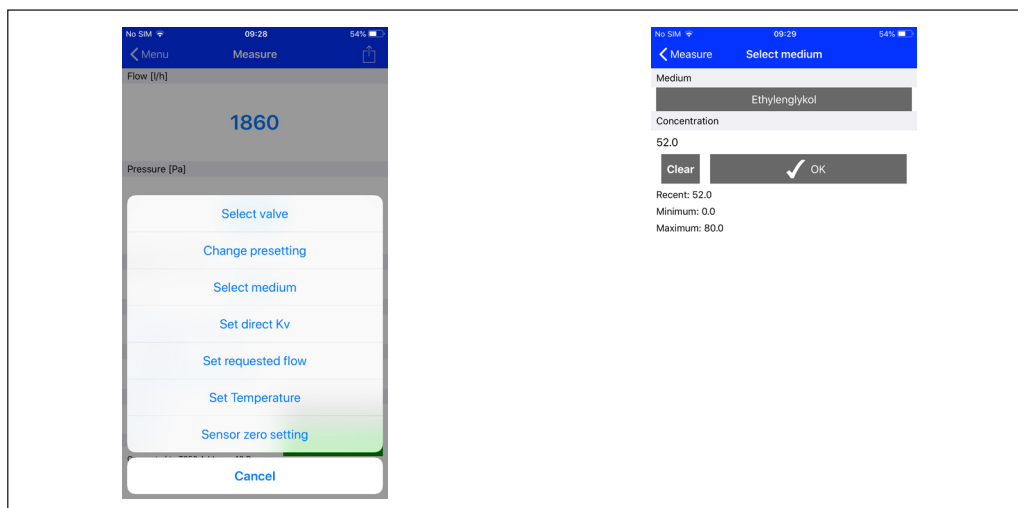 No SIM 09:28 54%
Menu Measure
Flow [l/h]
1860
Pressure [Pa]
Select valve
Change presetting
Select medium
Set direct Kv
Set requested flow
Set Temperature
Sensor zero setting
Cancel
No SIM 09:29 54%
Measure Select medium
Medium
Ethylenglykol
Concentration
52.0
Clear OK
Recent: 52.0
Minimum: 0.0
Maximum: 80.0